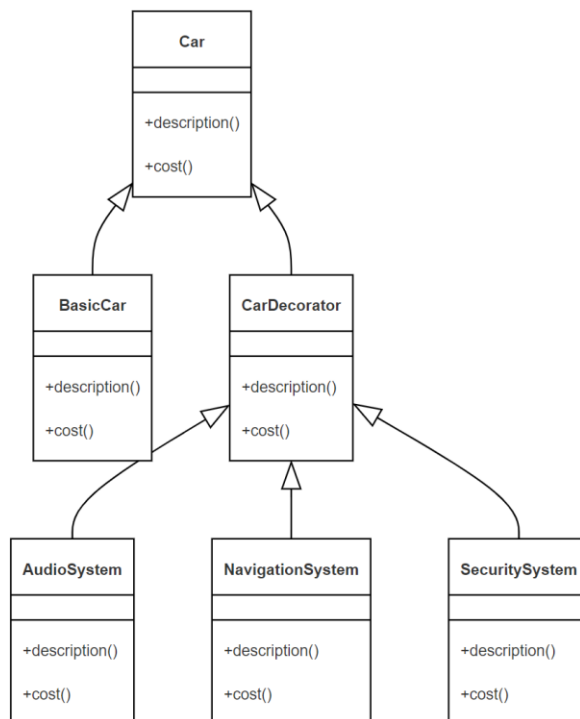 Car
+description()
+cost()
BasicCar
+description()
+cost()
CarDecorator
+description()
+cost()
AudioSystem
+description()
+cost()
NavigationSystem
+description()
+cost()
SecuritySystem
+description()
+cost()